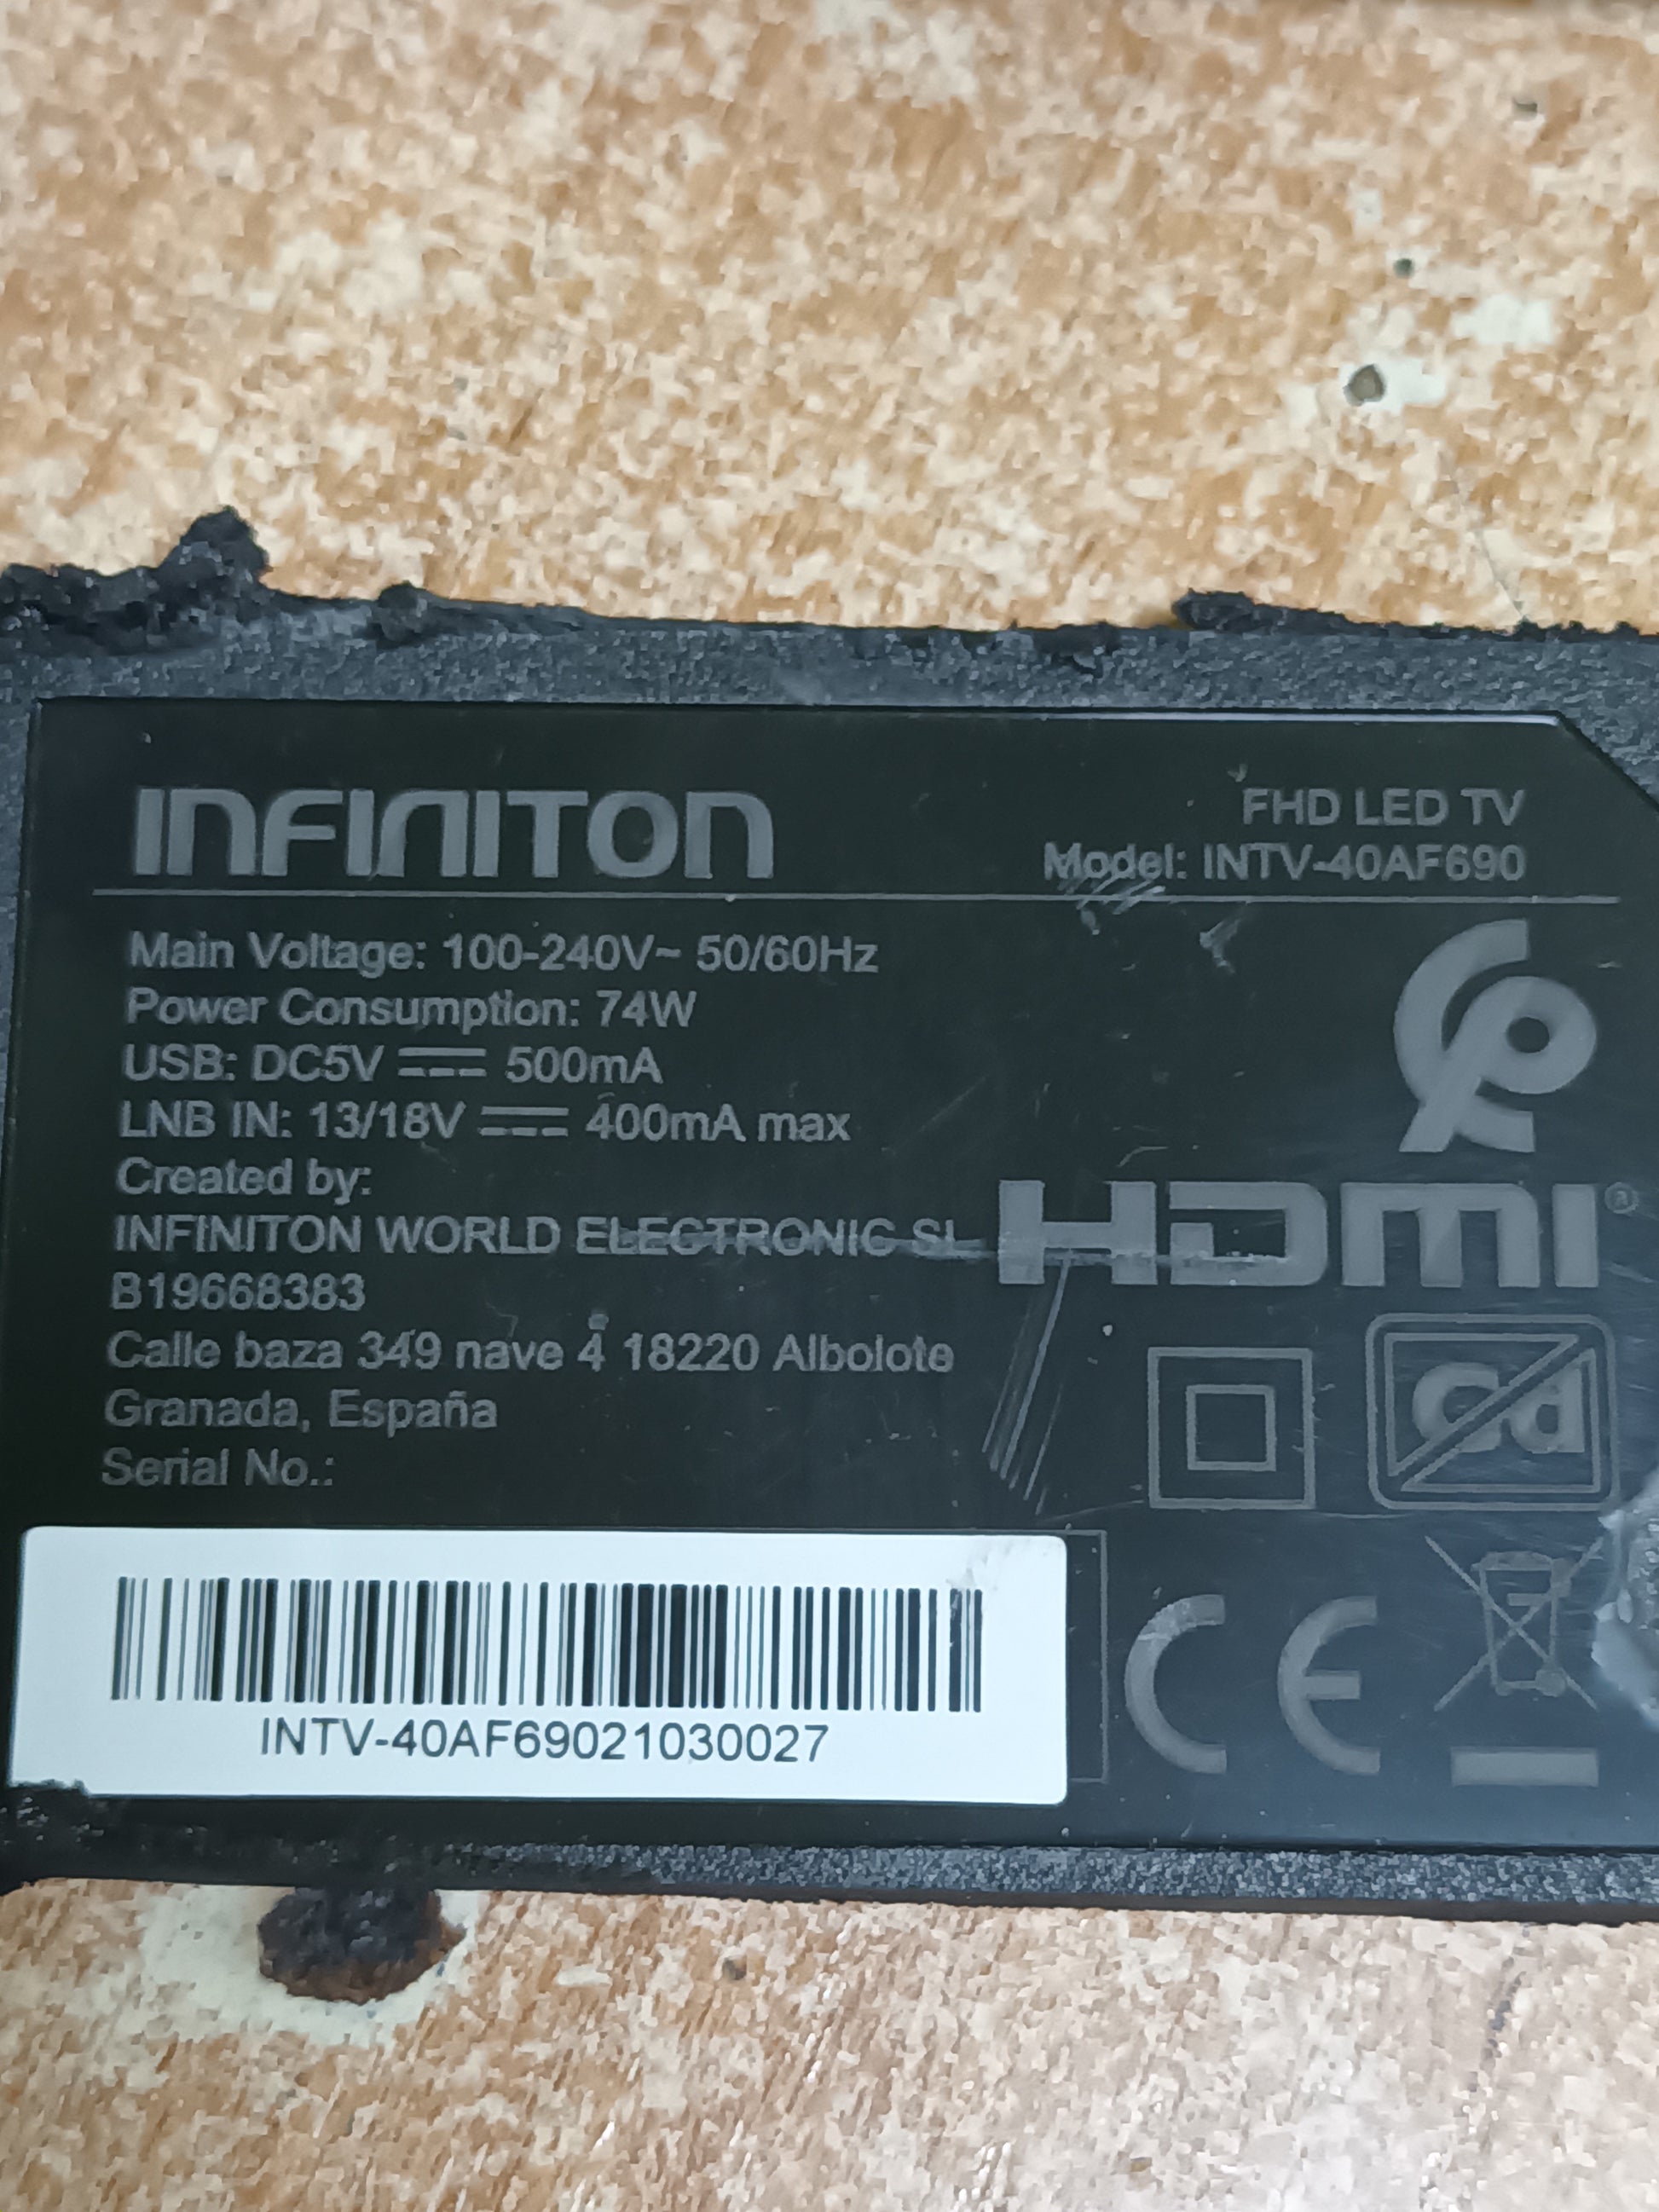 INFINITON
FHD LED TV
Model: INTV-40AF690
Main Voltage: 100-240V~ 50/60Hz
Power Consumption: 74W
USB: DC5V ⎓ 500mA
LNB IN: 13/18V ⎓ 400mA max
Created by:
INFINITON WORLD ELECTRONIC SL
B19668383
Calle baza 349 nave 4 18220 Albolote
Granada, España
Serial No.:
HDMI®
Cd
CE
INTV-40AF69021030027